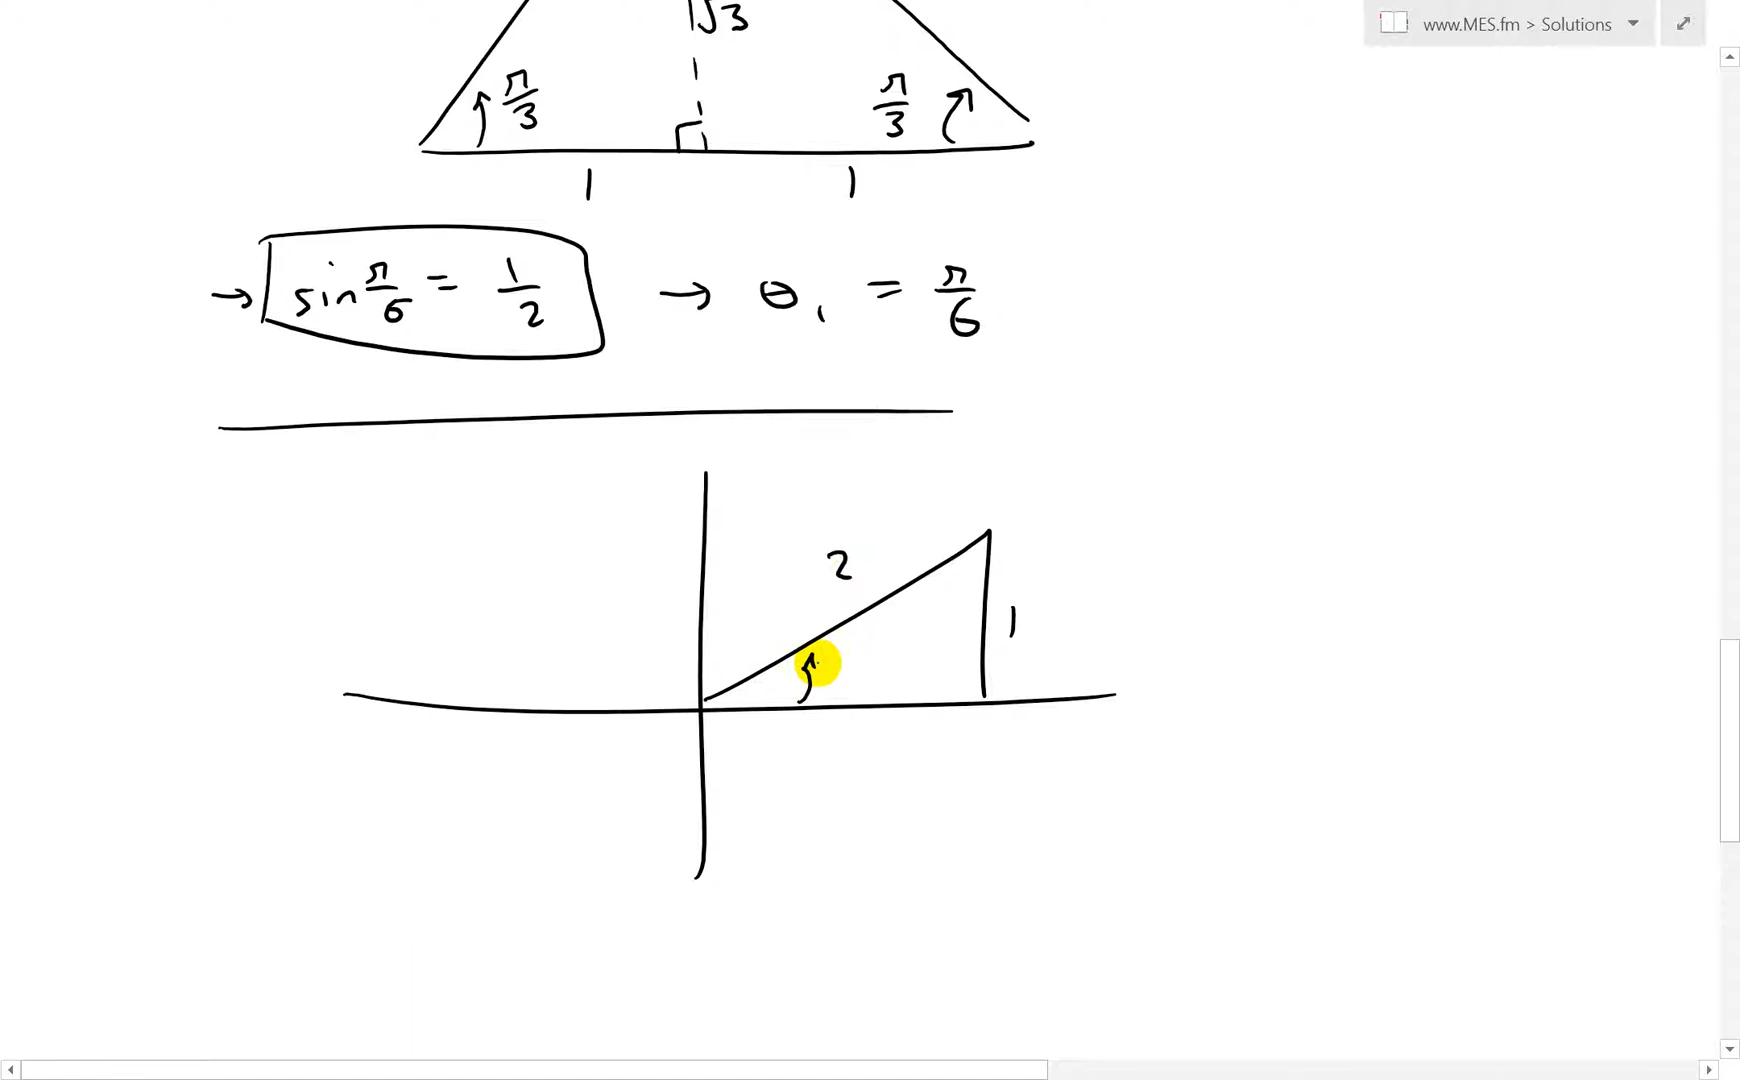 www.MES.fm > Solutions
√3
π/3 π/3
1 1
→ sin π/6 = 1/2 → θ₁ = π/6
2
1